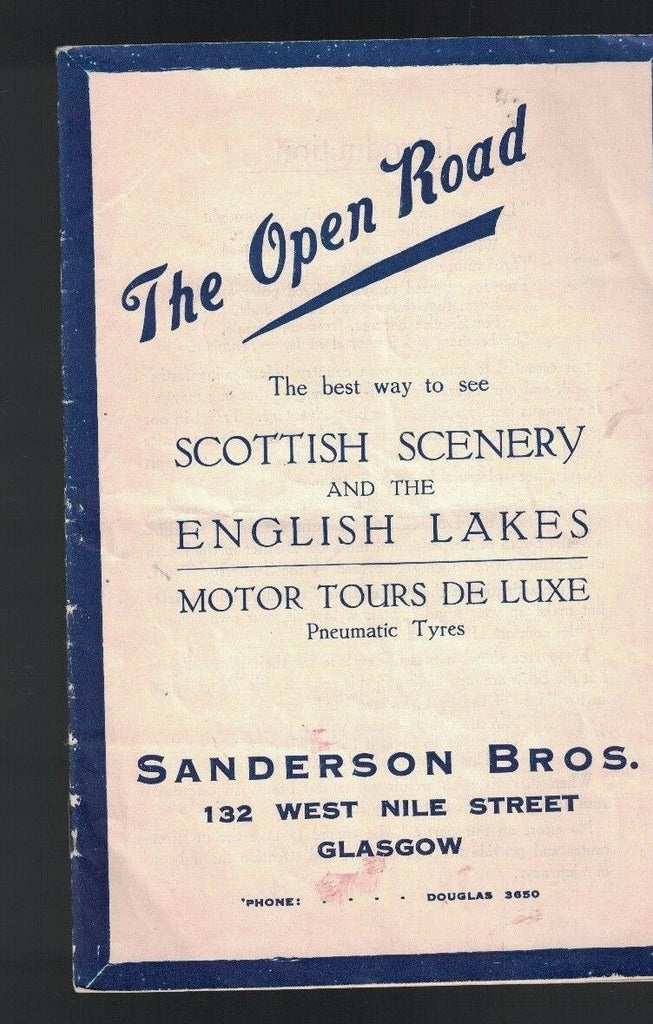 The Open Road
The best way to see
SCOTTISH SCENERY
AND THE
ENGLISH LAKES
MOTOR TOURS DE LUXE
Pneumatic Tyres
SANDERSON BROS.
132 WEST NILE STREET
GLASGOW
'PHONE: . . . . DOUGLAS 3650